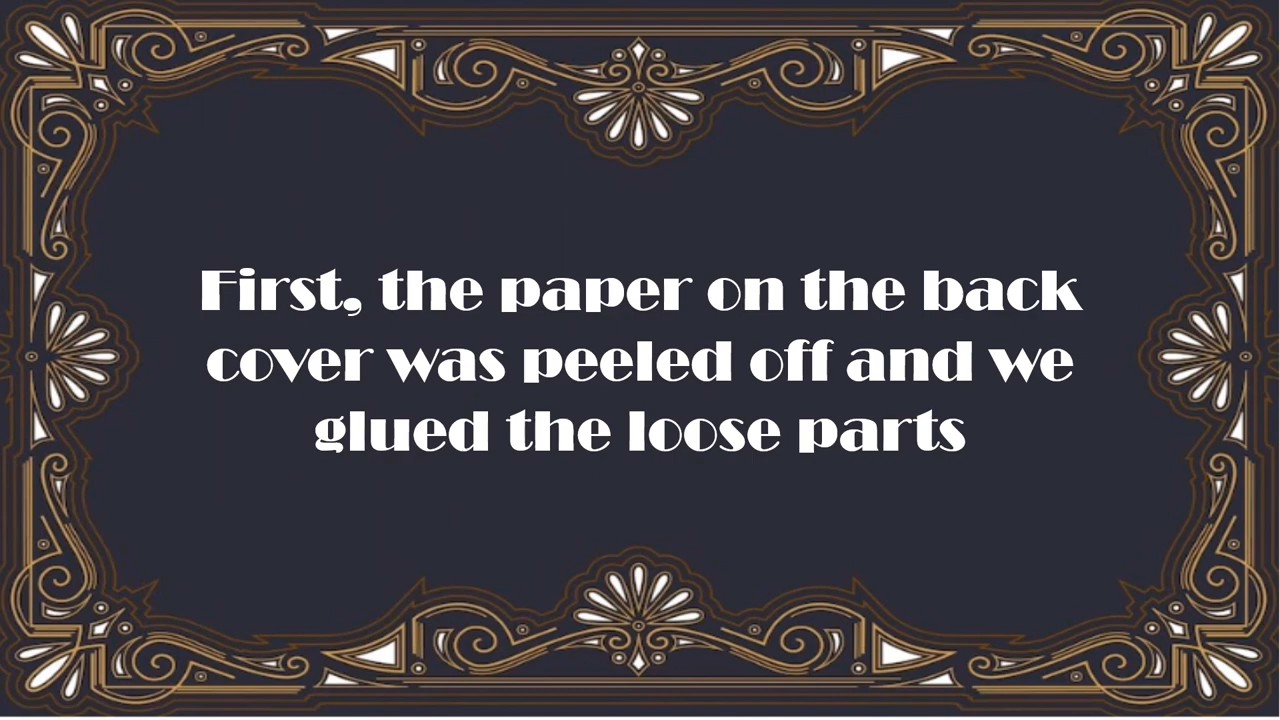 First, the paper on the back
cover was peeled off and we
glued the loose parts